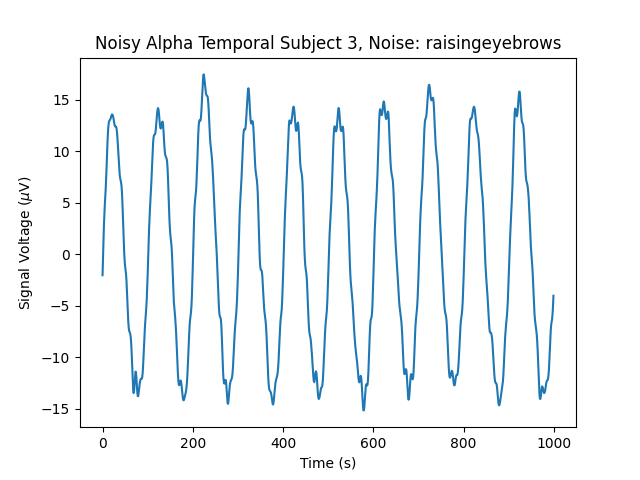 Noisy Alpha Temporal Subject 3, Noise: raisingeyebrows
15
10
5
0
−5
−10
−15
Signal Voltage (μV)
0 200 400 600 800 1000
Time (s)